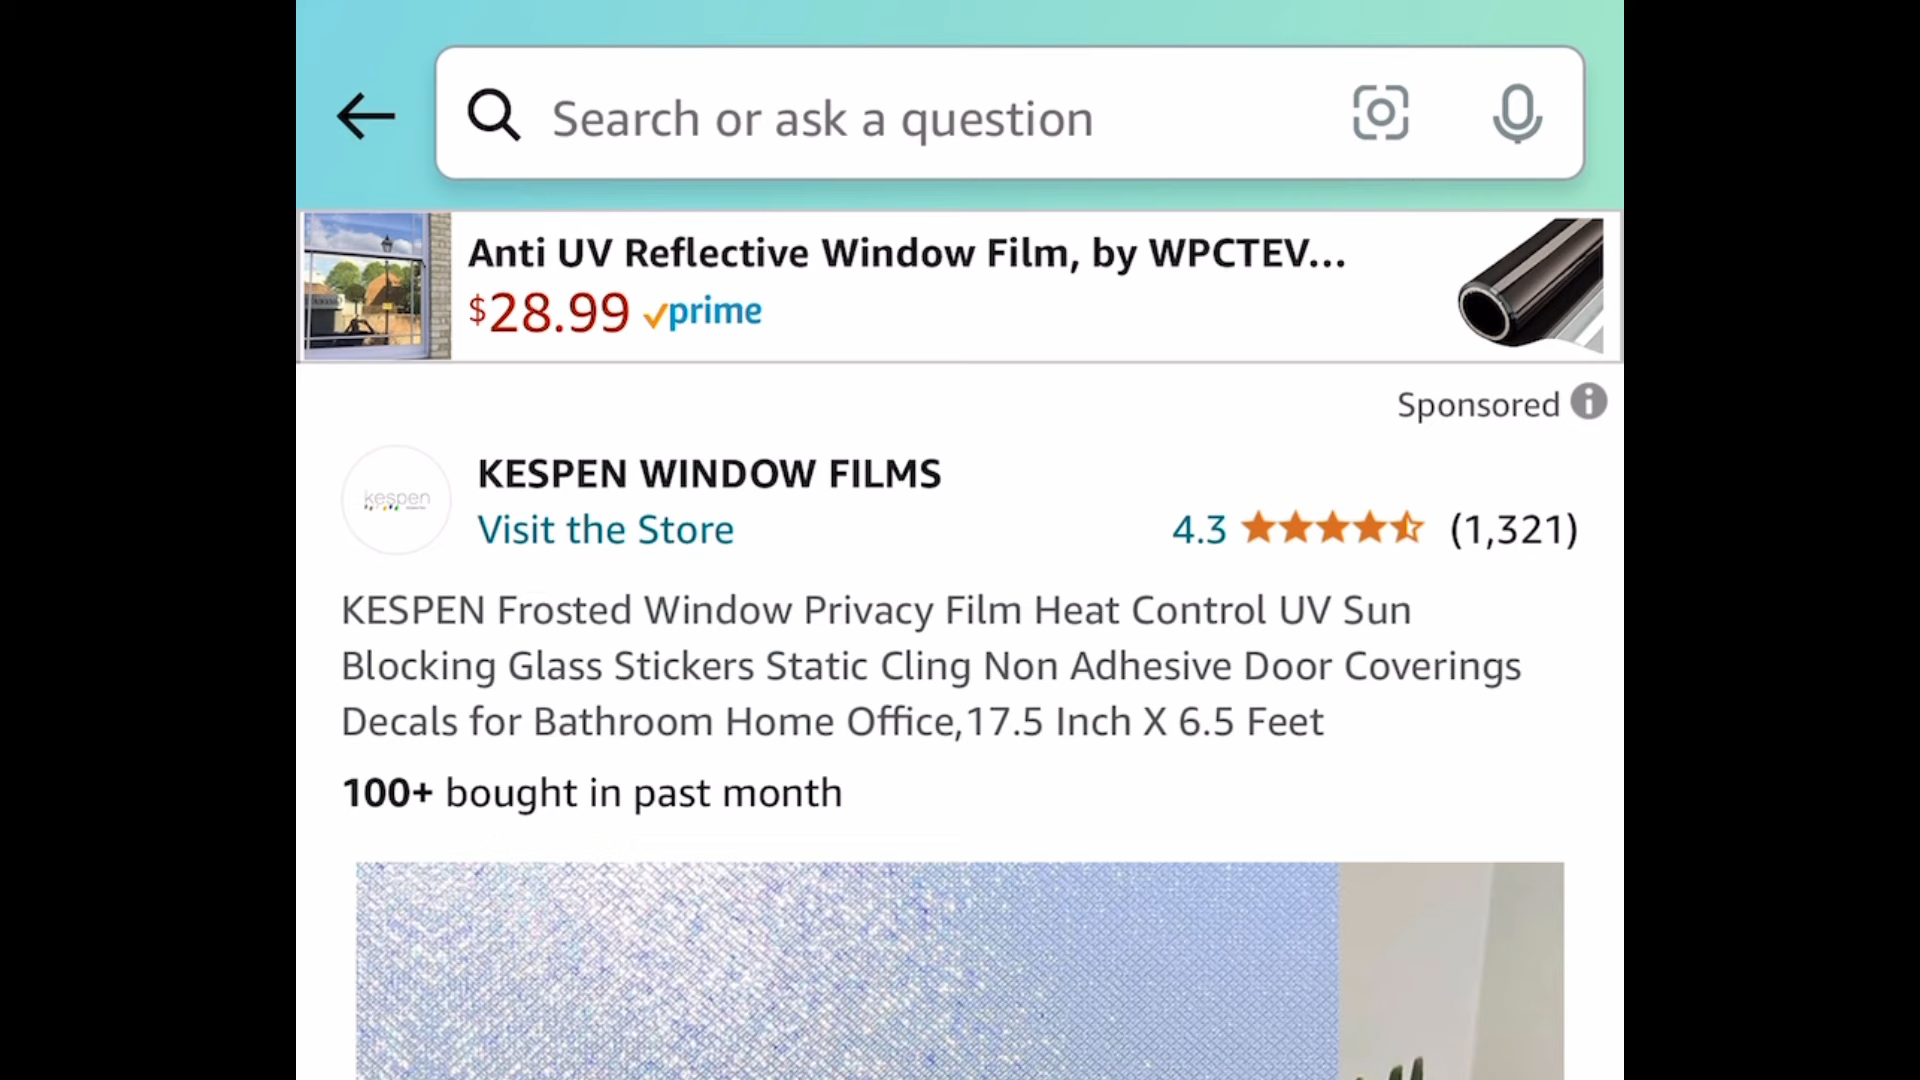 Search or ask a question
Anti UV Reflective Window Film, by WPCTEV...
$28.99 prime
Sponsored
kespen
KESPEN WINDOW FILMS
Visit the Store
4.3 (1,321)
KESPEN Frosted Window Privacy Film Heat Control UV Sun
Blocking Glass Stickers Static Cling Non Adhesive Door Coverings
Decals for Bathroom Home Office,17.5 Inch X 6.5 Feet
100+ bought in past month